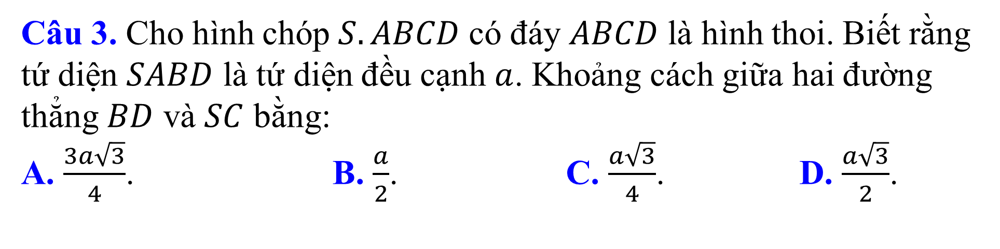 Câu 3. Cho hình chóp S.ABCD có đáy ABCD là hình thoi. Biết rằng
tứ diện SABD là tứ diện đều cạnh a. Khoảng cách giữa hai đường
thẳng BD và SC bằng:
A. \frac{3a\sqrt{3}}{4}. B. \frac{a}{2}. C. \frac{a\sqrt{3}}{4}. D. \frac{a\sqrt{3}}{2}.